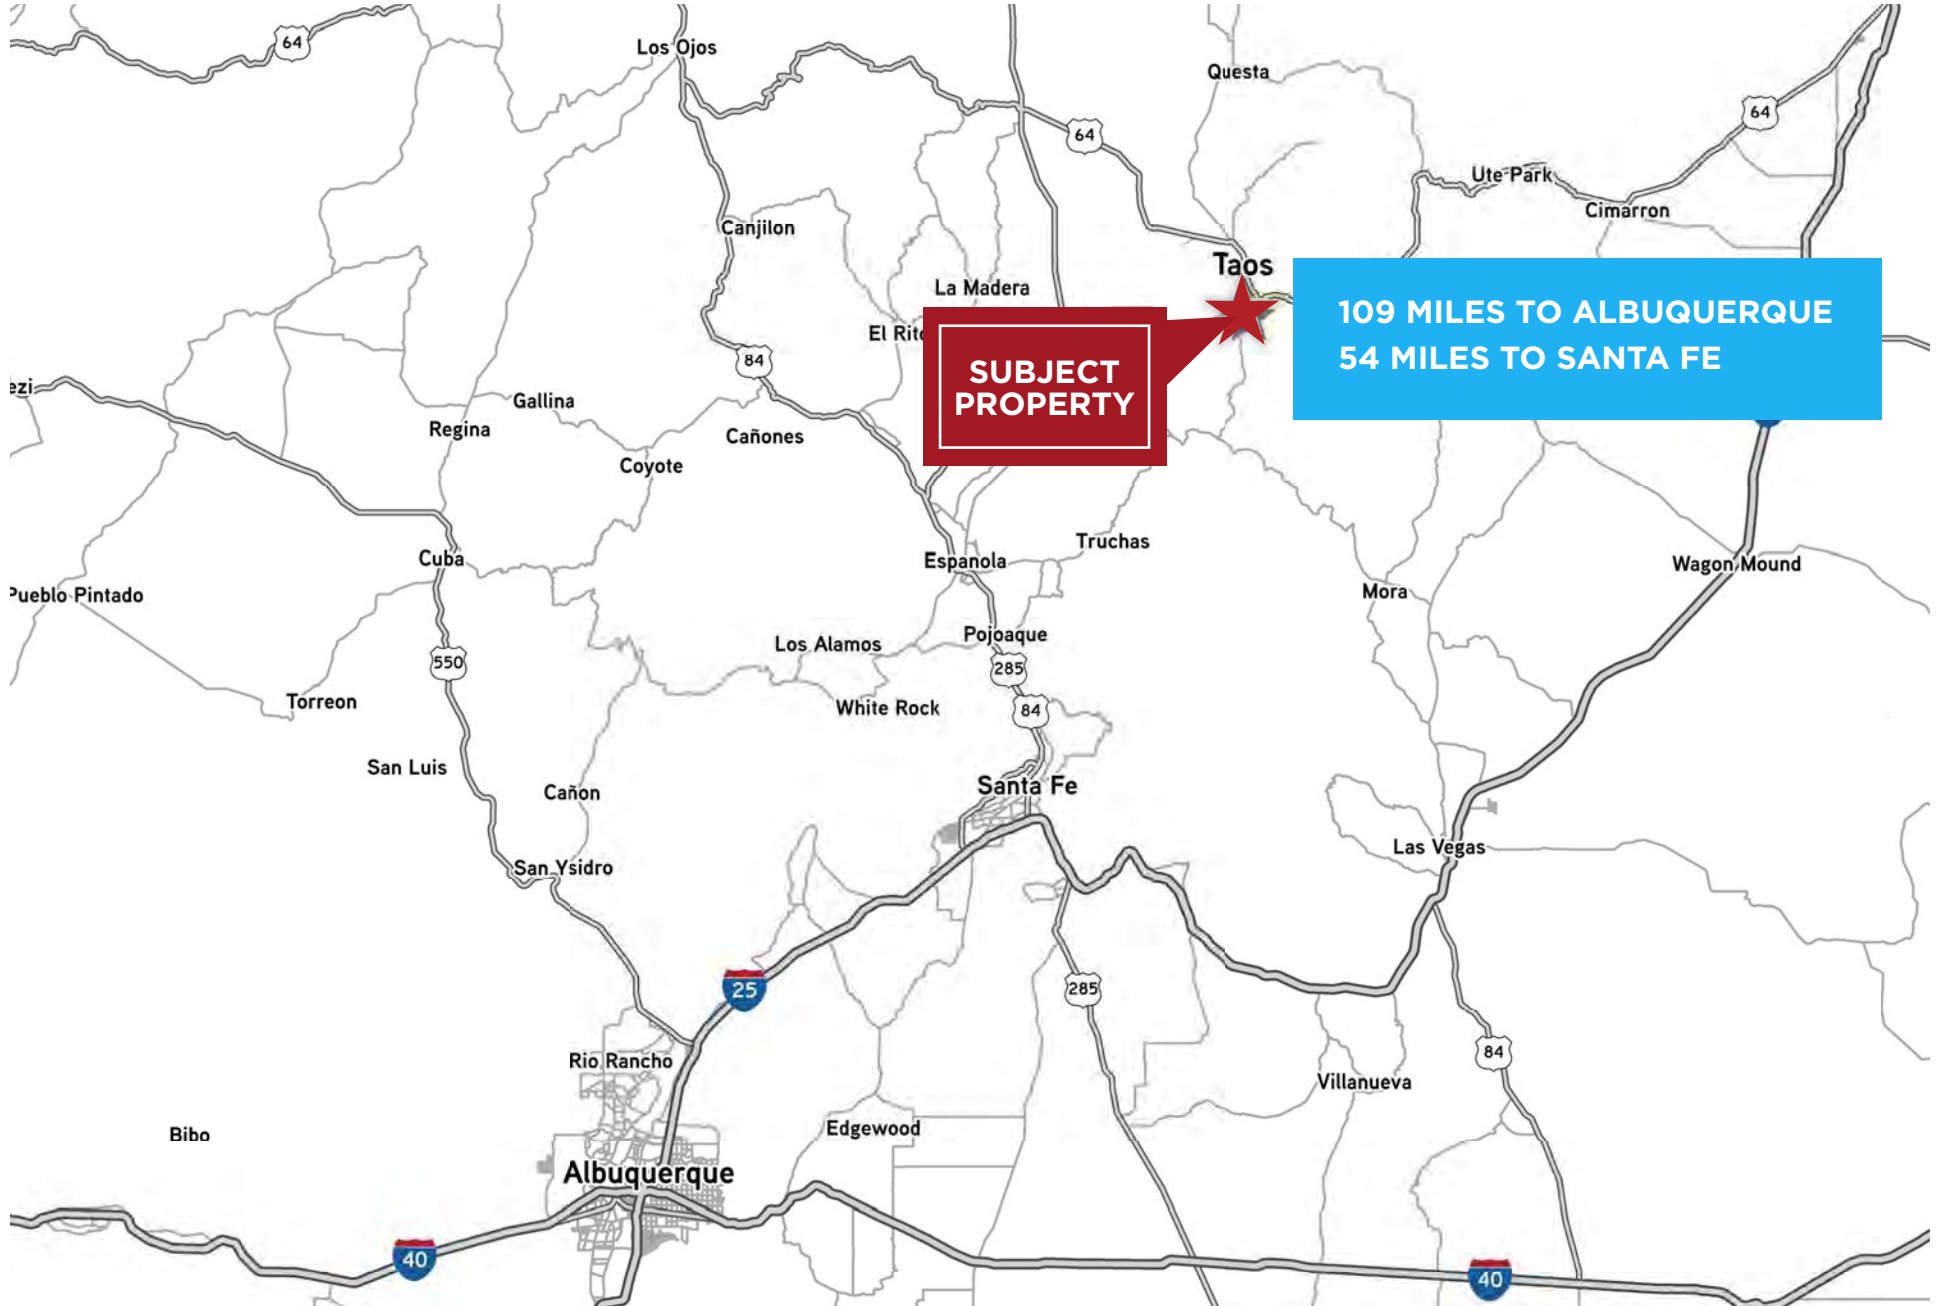 64
Los Ojos
Questa
64
64
Ute Park
Cimarron
Canjilon
Taos
La Madera
109 MILES TO ALBUQUERQUE
El Rito
54 MILES TO SANTA FE
84
SUBJECT
PROPERTY
ezi
Gallina
Regina
Cañones
Coyote
Truchas
Cuba
Espanola
Wagon Mound
Pueblo Pintado
Mora
Pojoaque
Los Alamos
550
285
Torreon
White Rock
84
San Luis
Santa Fe
Cañon
Las Vegas
San Ysidro
25
285
84
Rio Rancho
Villanueva
Edgewood
Bibo
Albuquerque
40
40